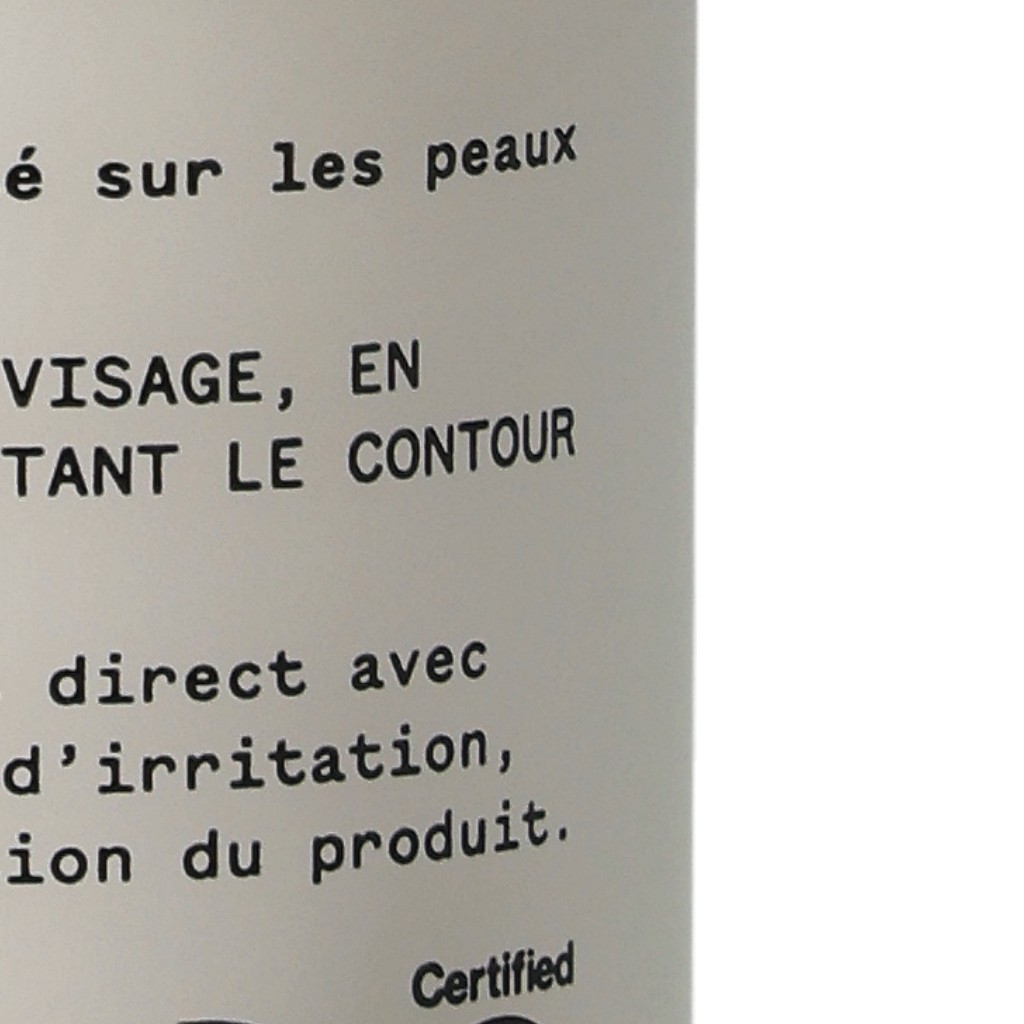 é sur les peaux
VISAGE, EN
TANT LE CONTOUR
direct avec
d’irritation,
ion du produit.
Certified